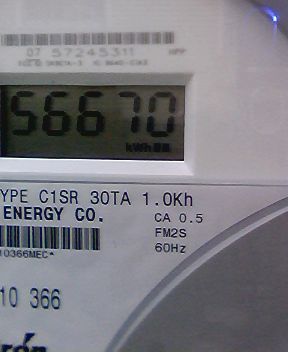 07 57245311
56670
kWh
YPE C1SR 30TA 1.0Kh
ENERGY CO.
CA 0.5
FM2S
60Hz
10366MEC*
10 366
rón